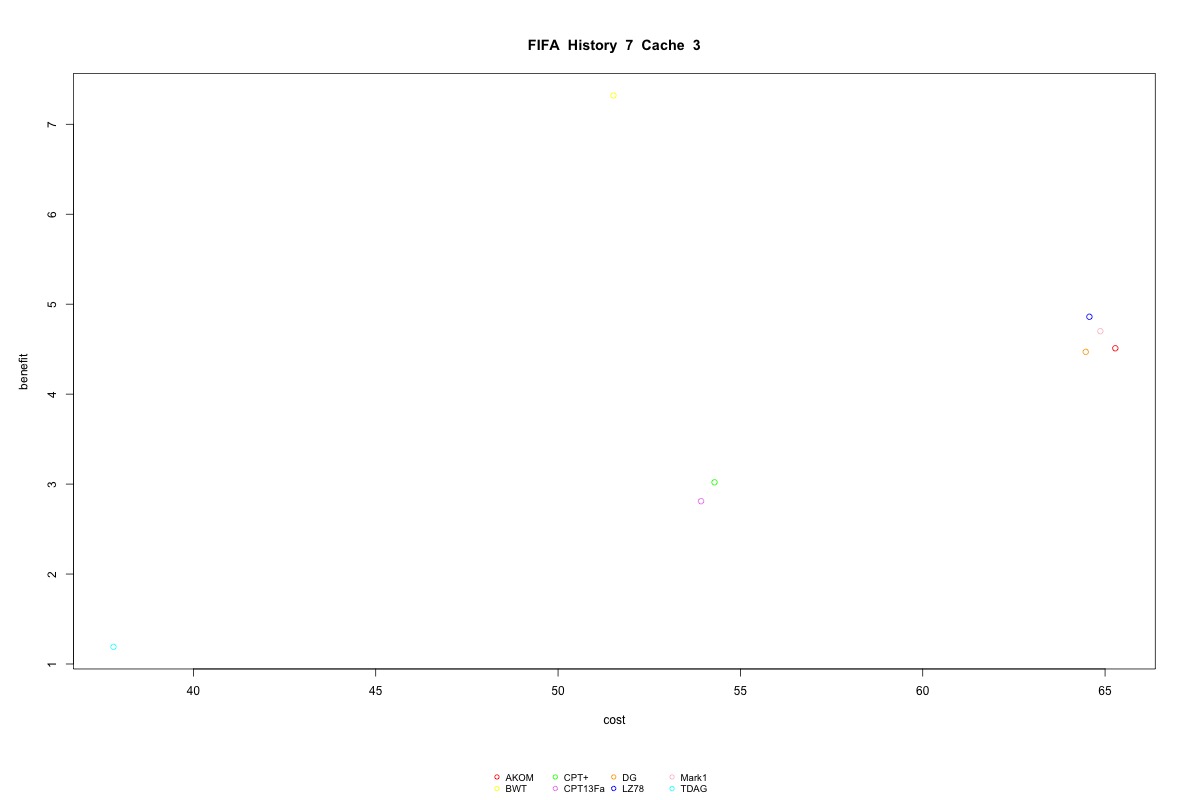 FIFA History 7 Cache 3
7
6
5
4
3
2
1
benefit
40 45 50 55 60 65
cost
AKOM CPT+ DG Mark1
BWT CPT13Fa LZ78 TDAG